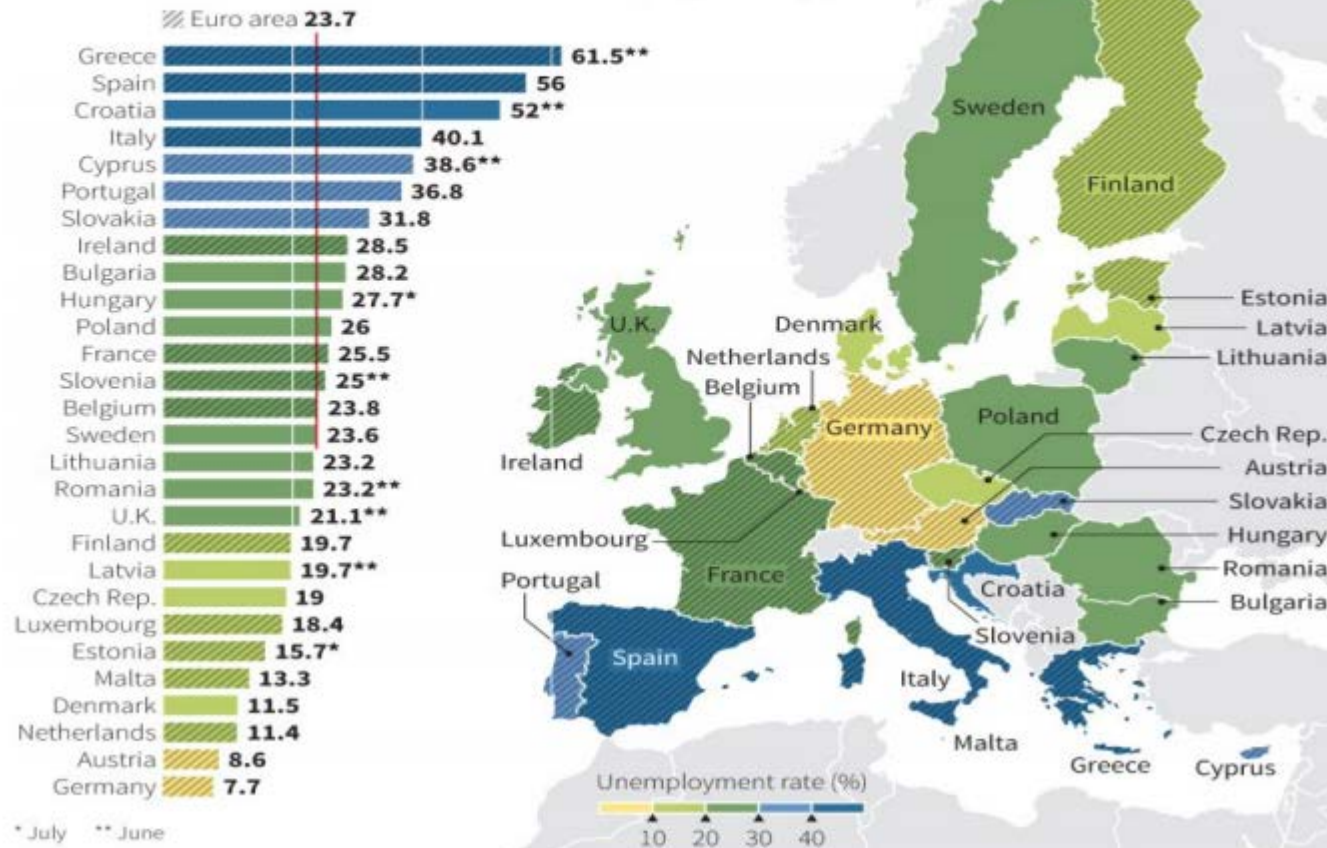 Euro area 23.7
Greece 61.5**
Spain 56
Croatia 52**
Italy 40.1
Cyprus 38.6**
Portugal 36.8
Slovakia 31.8
Ireland 28.5
Bulgaria 28.2
Hungary 27.7*
Poland 26
France 25.5
Slovenia 25**
Belgium 23.8
Sweden 23.6
Lithuania 23.2
Romania 23.2**
U.K. 21.1**
Finland 19.7
Latvia 19.7**
Czech Rep. 19
Luxembourg 18.4
Estonia 15.7*
Malta 13.3
Denmark 11.5
Netherlands 11.4
Austria 8.6
Germany 7.7
* July ** June
Sweden
Finland
Estonia
Latvia
Lithuania
U.K.
Denmark
Netherlands
Belgium
Germany
Poland
Czech Rep.
Austria
Slovakia
Hungary
Romania
Bulgaria
Ireland
Luxembourg
France
Portugal
Spain
Croatia
Slovenia
Italy
Malta
Greece
Cyprus
Unemployment rate (%)
10 20 30 40